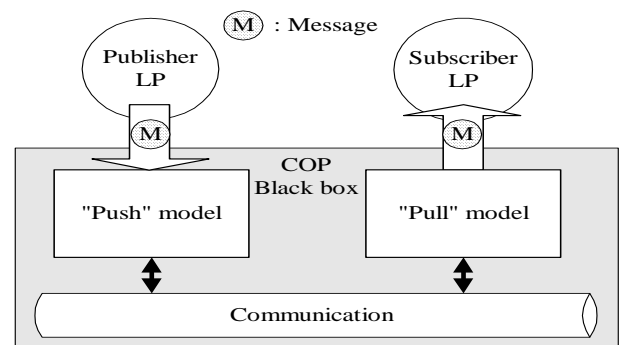 M : Message
Publisher
LP
Subscriber
LP
M
M
COP
Black box
"Push" model
"Pull" model
Communication